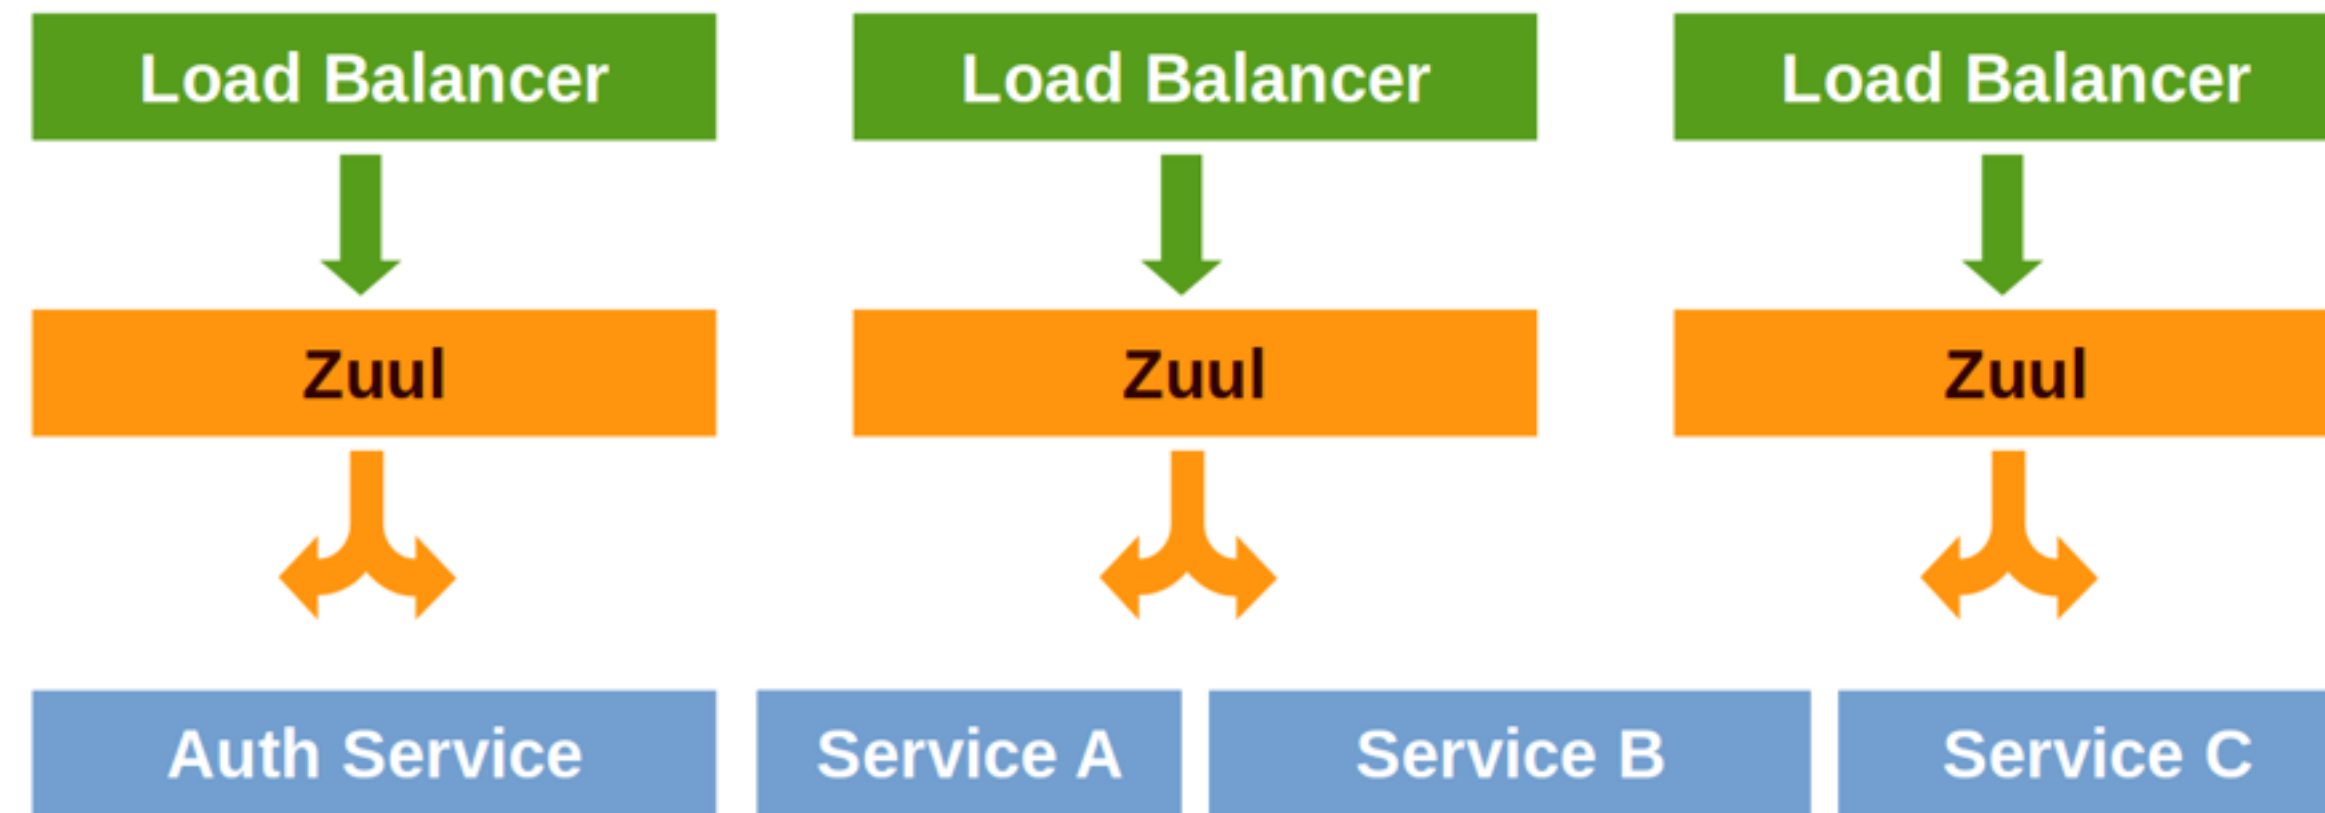 Load Balancer
Load Balancer
Load Balancer
Zuul
Zuul
Zuul
Auth Service
Service A
Service B
Service C